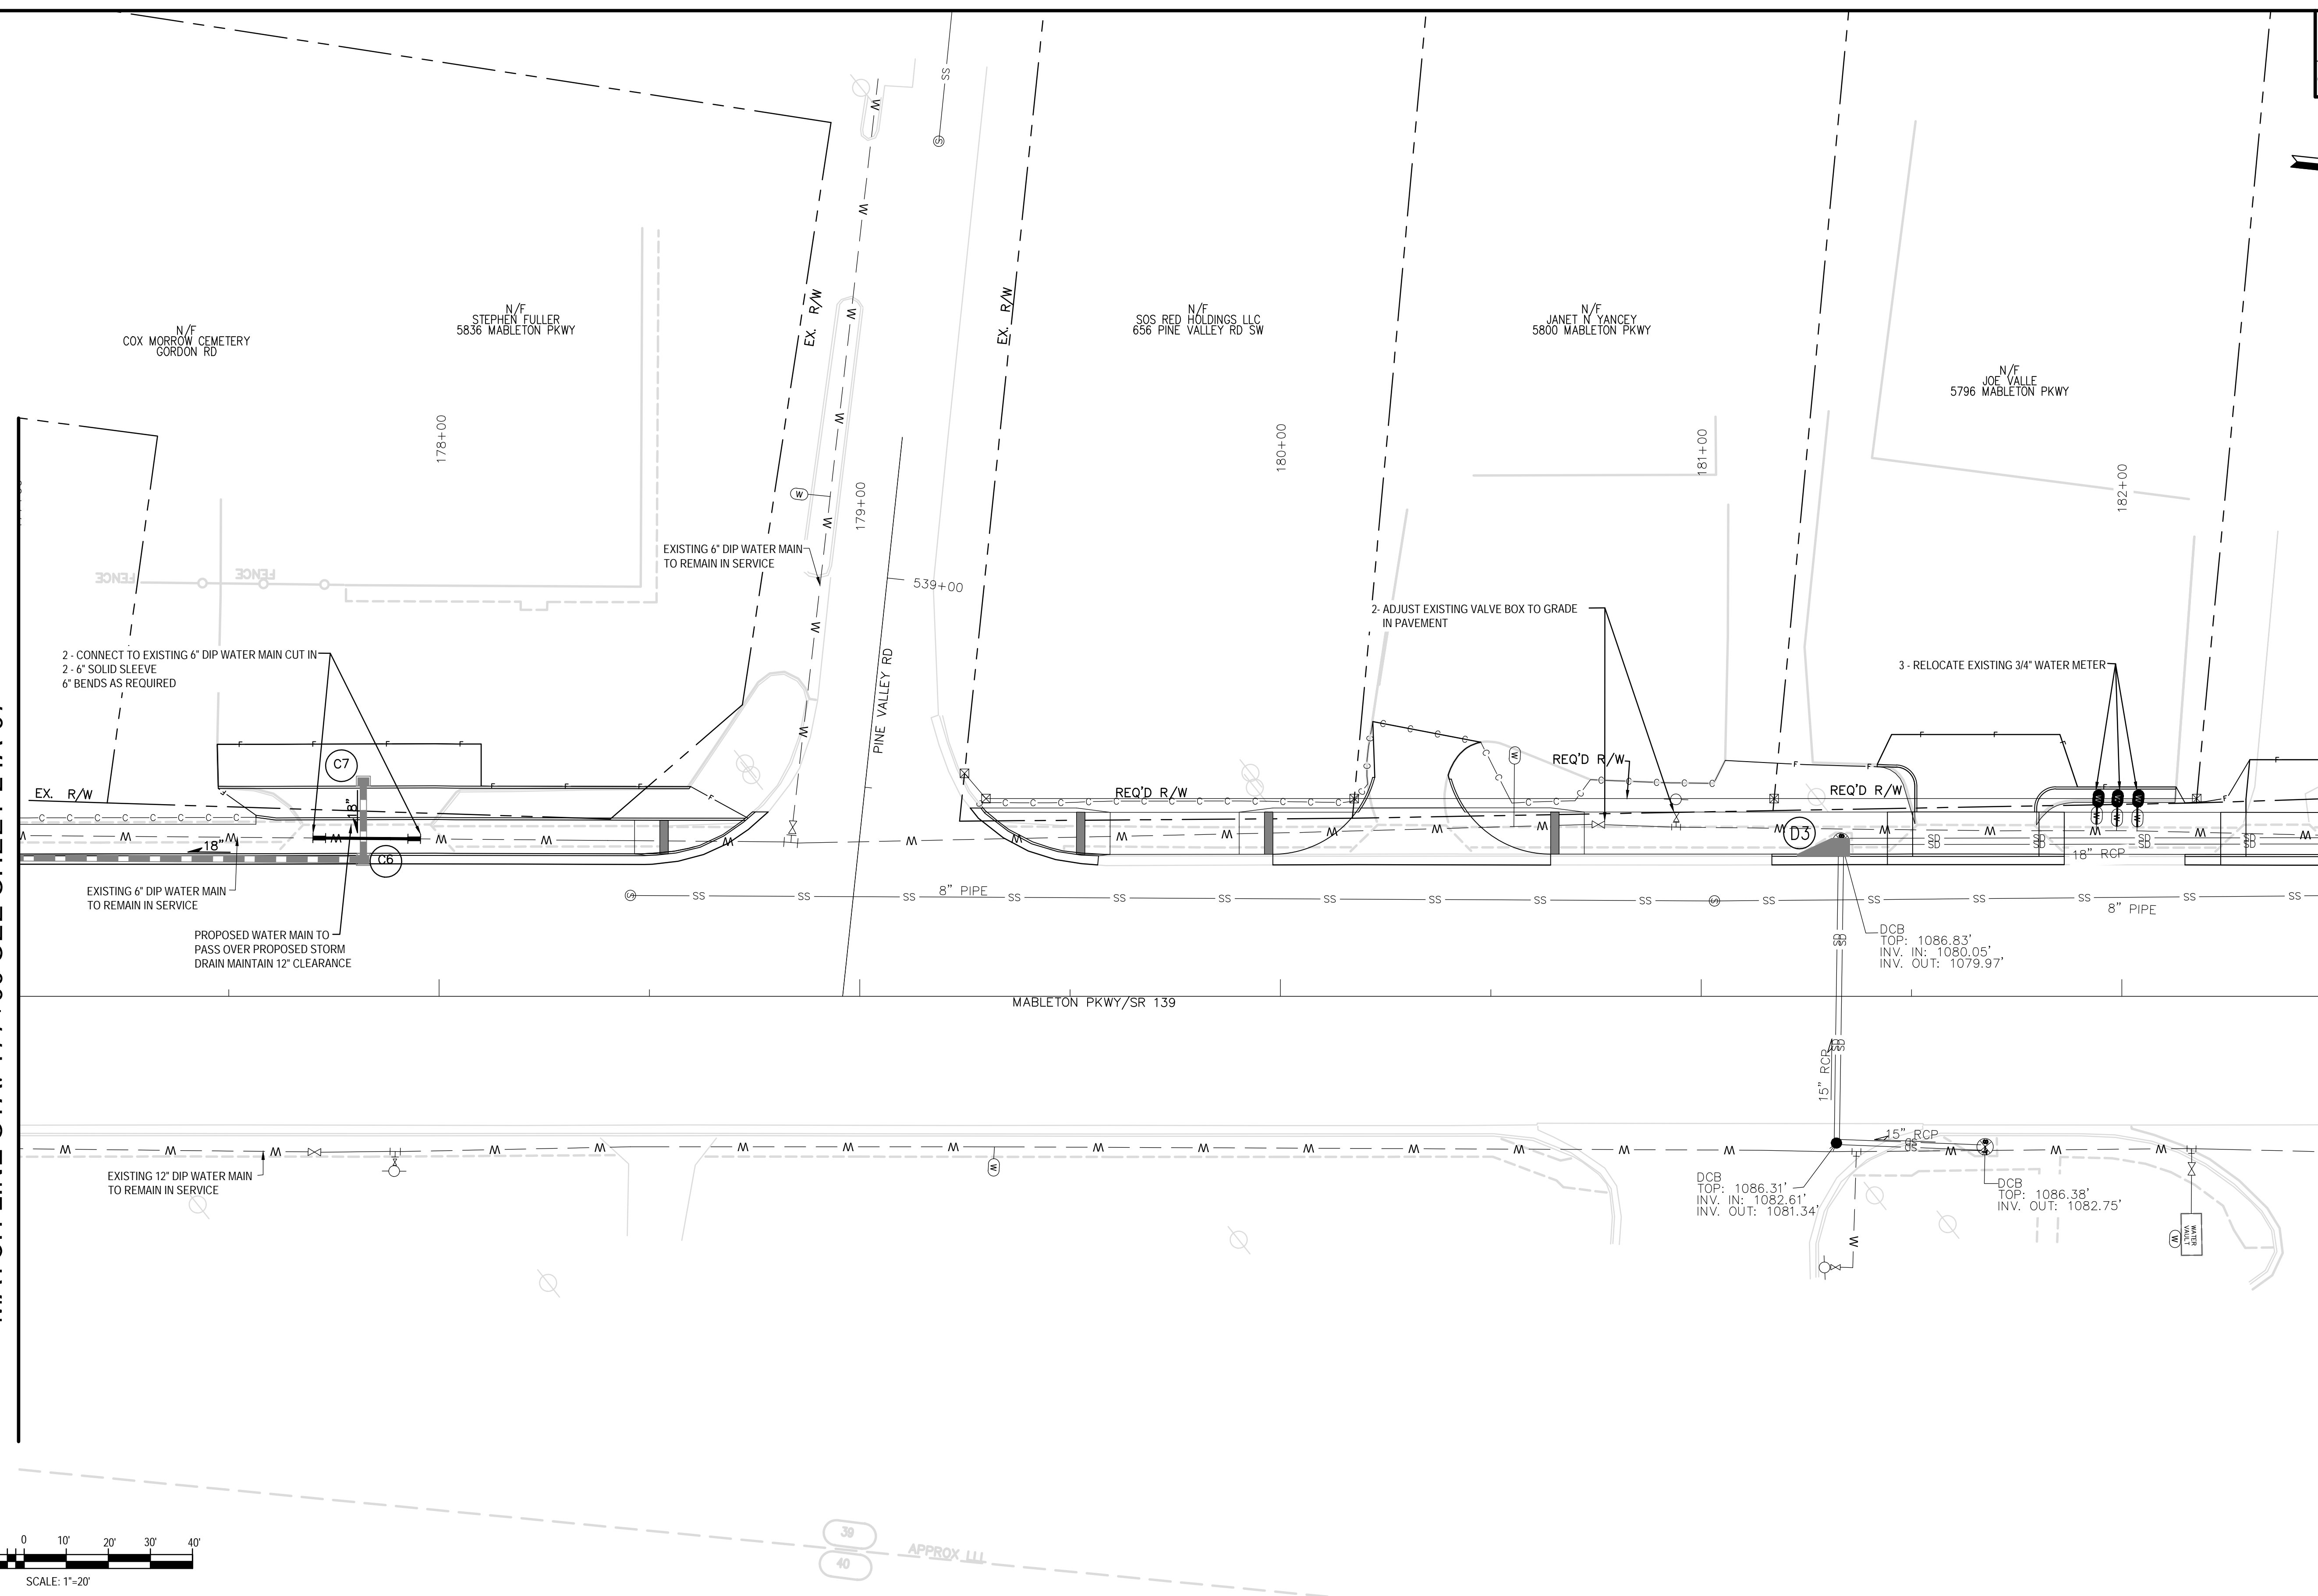 SS
N/F
COX MORROW CEMETERY
GORDON RD
N/F
STEPHEN FULLER
5836 MABLETON PKWY
EX. R/W
EX. R/W
N/F
SOS RED HOLDINGS LLC
656 PINE VALLEY RD SW
N/F
JANET N YANCEY
5800 MABLETON PKWY
N/F
JOE VALLE
5796 MABLETON PKWY
178+00
179+00
180+00
181+00
182+00
W
W
W
W
W
W
W
W
FENCE
FENCE
EXISTING 6" DIP WATER MAIN
TO REMAIN IN SERVICE
539+00
PINE VALLEY RD
2- ADJUST EXISTING VALVE BOX TO GRADE
IN PAVEMENT
2 - CONNECT TO EXISTING 6" DIP WATER MAIN CUT IN
2 - 6" SOLID SLEEVE
6" BENDS AS REQUIRED
3 - RELOCATE EXISTING 3/4" WATER METER
C7
18"
EX. R/W
REQ'D R/W
REQ'D R/W
REQ'D R/W
D3
18"
C6
18" RCP
EXISTING 6" DIP WATER MAIN
TO REMAIN IN SERVICE
8" PIPE
8" PIPE
PROPOSED WATER MAIN TO
PASS OVER PROPOSED STORM
DRAIN MAINTAIN 12" CLEARANCE
DCB
TOP: 1086.83'
INV. IN: 1080.05'
INV. OUT: 1079.97'
MABLETON PKWY/SR 139
15" RCP
15" RCP
EXISTING 12" DIP WATER MAIN
TO REMAIN IN SERVICE
DCB
TOP: 1086.31'
INV. IN: 1082.61'
INV. OUT: 1081.34'
DCB
TOP: 1086.38'
INV. OUT: 1082.75'
WATER
VAULT
W
39
40
APPROX LLL
0 10' 20' 30' 40'
SCALE: 1"=20'